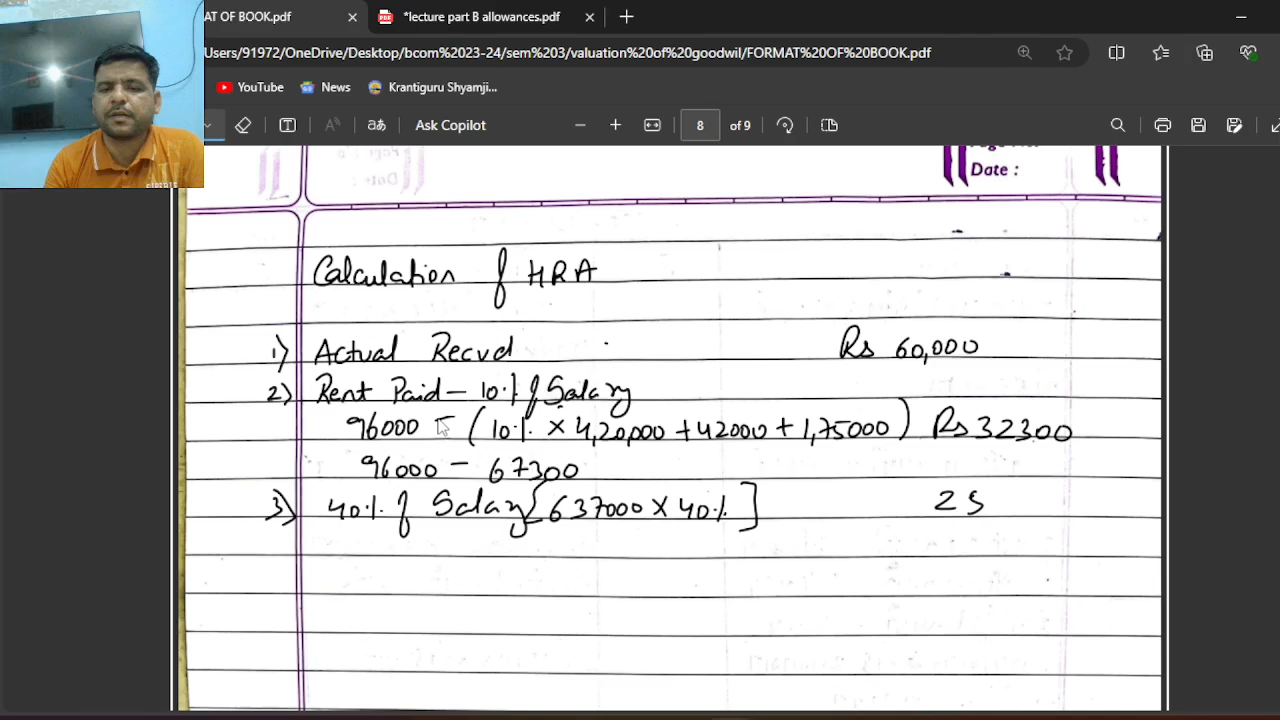 AT OF BOOK.pdf
*lecture part B allowances.pdf
Users/91972/OneDrive/Desktop/bcom%2023-24/sem%203/valuation%20of%20goodwil/FORMAT%20OF%20BOOK.pdf
YouTube
News
Krantiguru Shyamji...
aあ
Ask Copilot
8
of 9
Date :
Calculation of HRA
1) Actual Recvd Rs 60,000
2) Rent Paid - 10% of Salary
96000 - (10% × 4,20,000 + 42000 + 1,75000) Rs 32300
96000 - 67300
3) 40% of Salary [637000 × 40%] 25